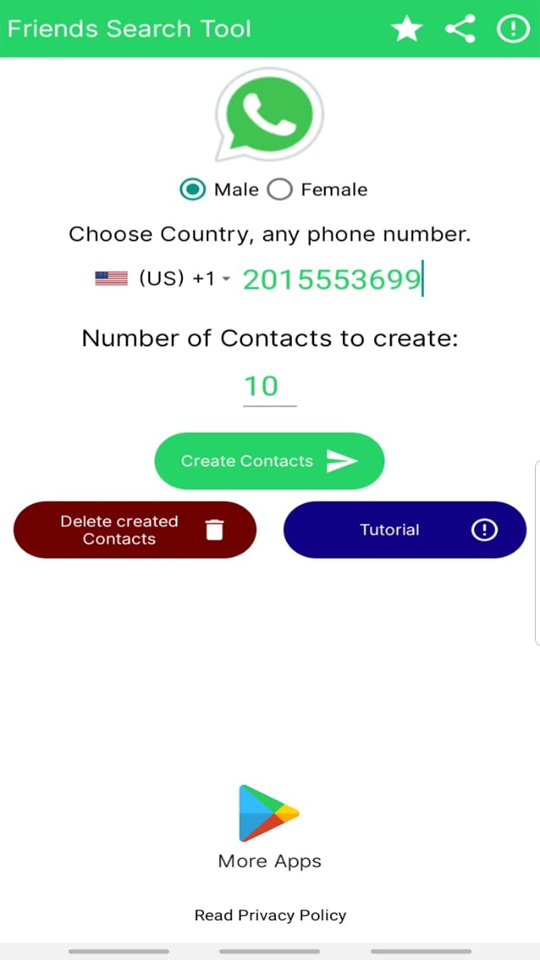 Friends Search Tool
Male Female
Choose Country, any phone number.
(US) +1 2015553699
Number of Contacts to create:
10
Create Contacts
Delete created
Contacts
Tutorial
More Apps
Read Privacy Policy